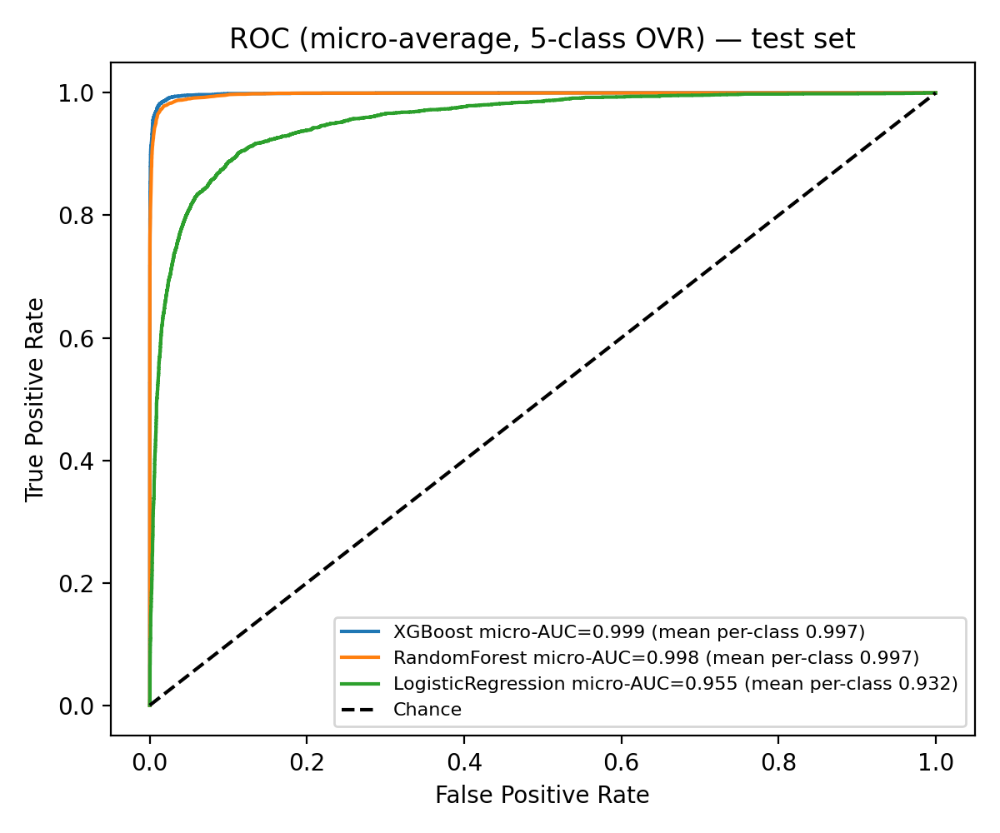 ROC (micro-average, 5-class OVR) — test set
1.0
0.8
0.6
0.4
0.2
0.0
True Positive Rate
XGBoost micro-AUC=0.999 (mean per-class 0.997)
RandomForest micro-AUC=0.998 (mean per-class 0.997)
LogisticRegression micro-AUC=0.955 (mean per-class 0.932)
Chance
0.0 0.2 0.4 0.6 0.8 1.0
False Positive Rate